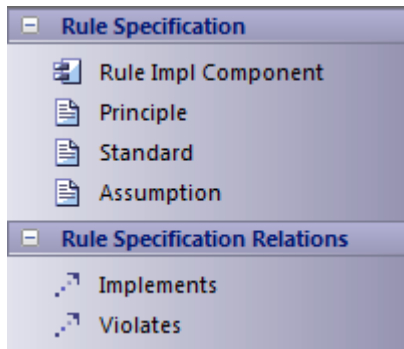 Rule Specification
Rule Impl Component
Principle
Standard
Assumption
Rule Specification Relations
Implements
Violates